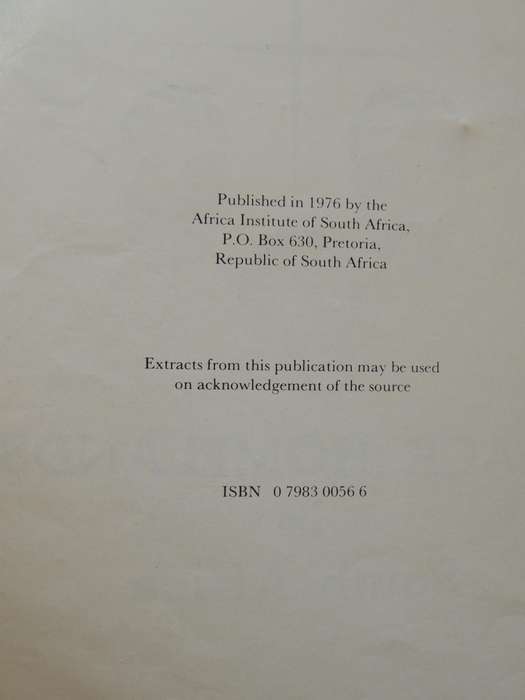 Published in 1976 by the
Africa Institute of South Africa,
P.O. Box 630, Pretoria,
Republic of South Africa
Extracts from this publication may be used
on acknowledgement of the source
ISBN 0 7983 0056 6